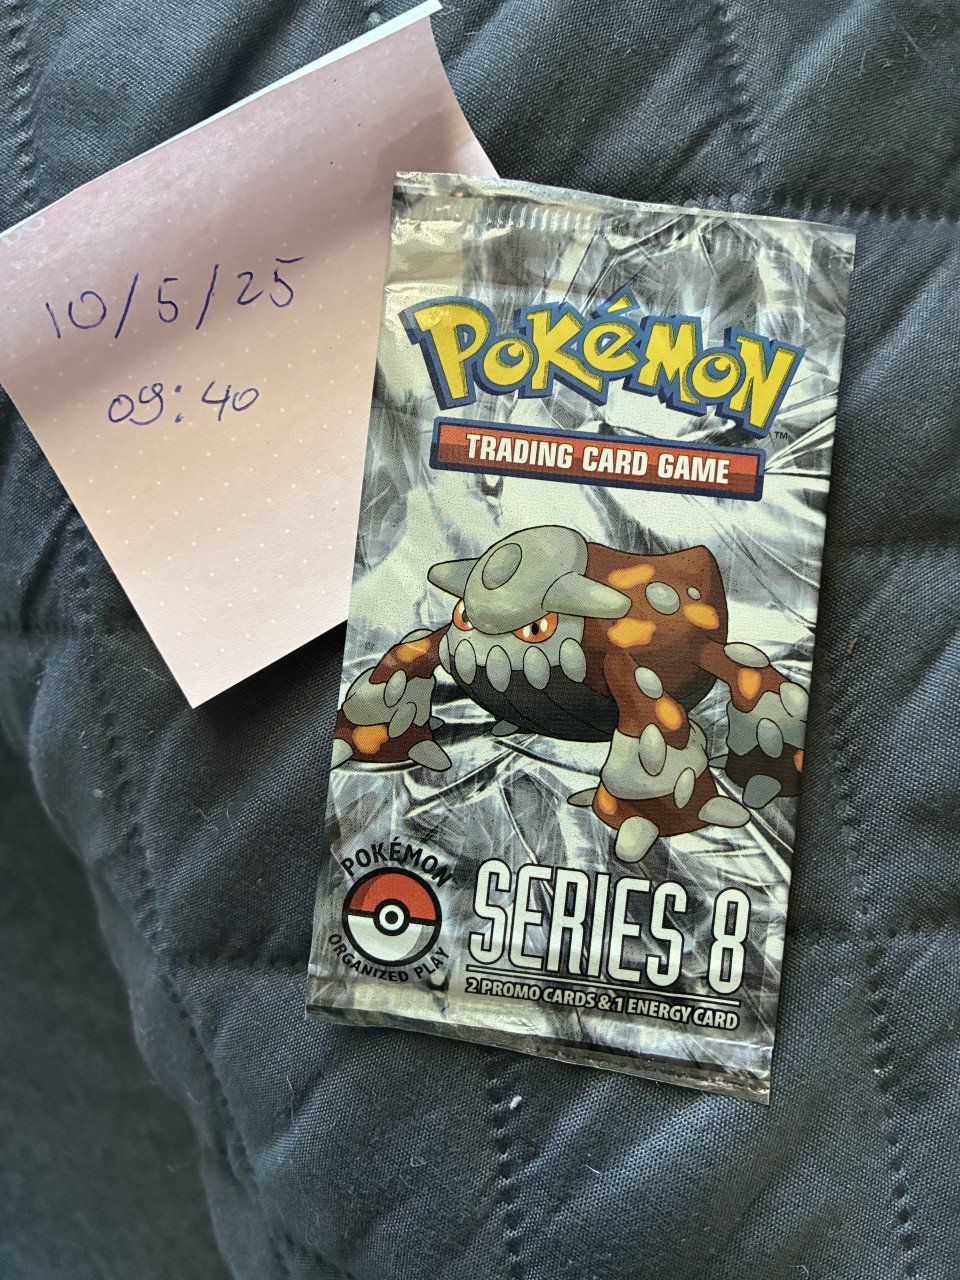 10/5/25
09:40
POKéMON
™
TRADING CARD GAME
POKÉMON
ORGANIZED PLAY
SERIES 8
2 PROMO CARDS & 1 ENERGY CARD